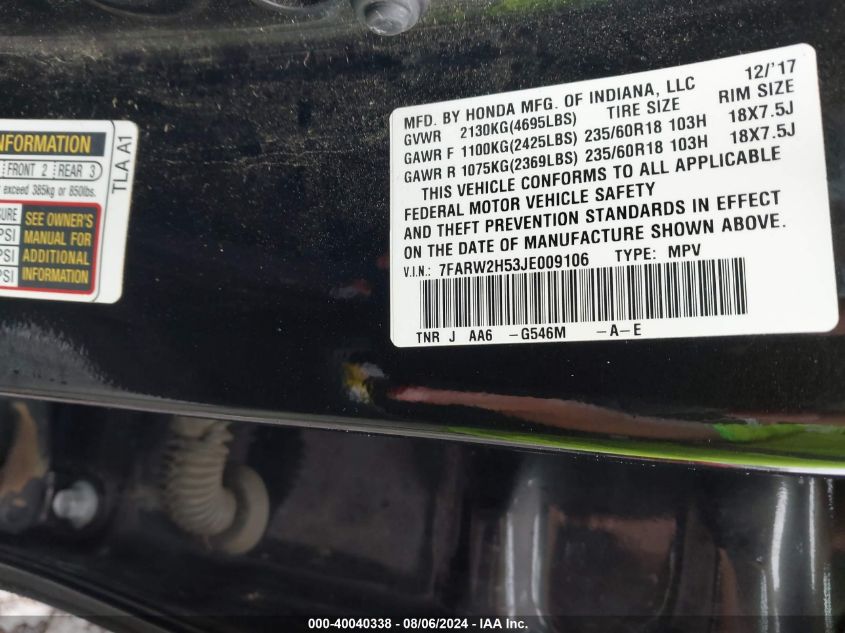 INFORMATION
FRONT 2 REAR 3
exceed 385kg or 850lbs.
SEE OWNER'S
PSI MANUAL FOR
PSI ADDITIONAL
PSI INFORMATION
TLA A1
MFD. BY HONDA MFG. OF INDIANA, LLC 12/'17
GVWR 2130KG(4695LBS) TIRE SIZE RIM SIZE
GAWR F 1100KG(2425LBS) 235/60R18 103H 18X7.5J
GAWR R 1075KG(2369LBS) 235/60R18 103H 18X7.5J
THIS VEHICLE CONFORMS TO ALL APPLICABLE
FEDERAL MOTOR VEHICLE SAFETY
AND THEFT PREVENTION STANDARDS IN EFFECT
ON THE DATE OF MANUFACTURE SHOWN ABOVE.
V.I.N.: 7FARW2H53JE009106 TYPE: MPV
TNR J AA6 -G546M -A-E
000-40040338 - 08/06/2024 - IAA Inc.